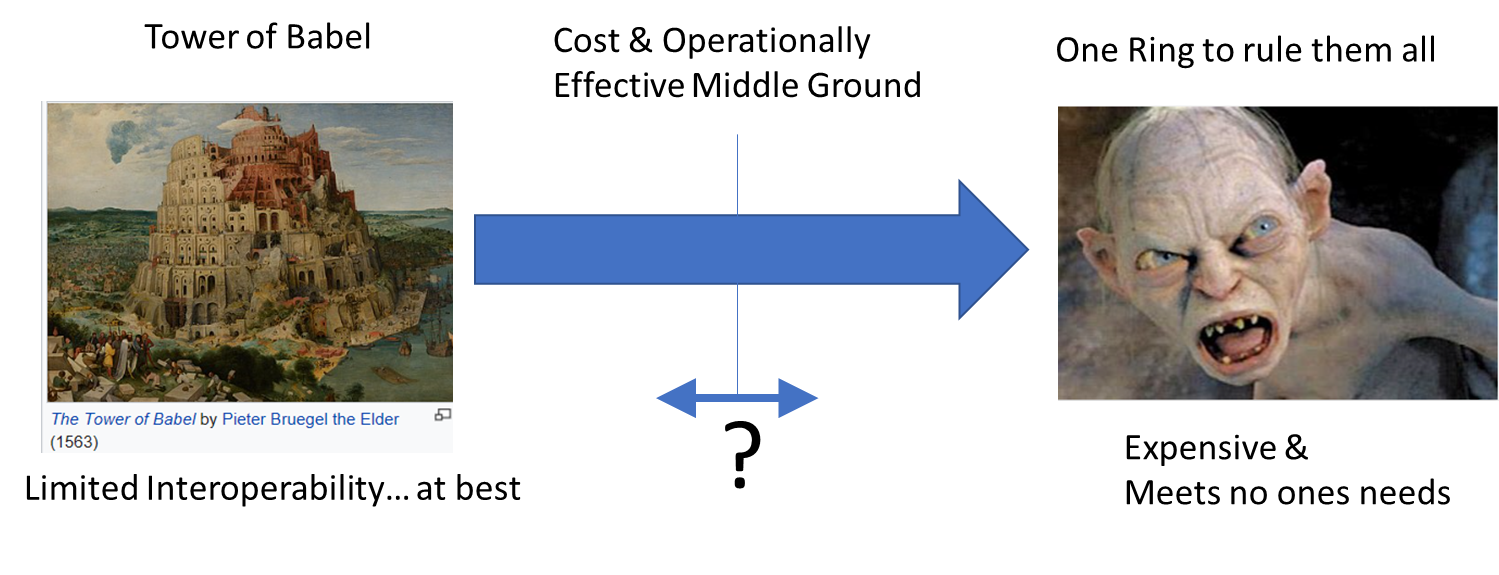 Tower of Babel
Cost & Operationally
Effective Middle Ground
One Ring to rule them all
The Tower of Babel by Pieter Bruegel the Elder
(1563)
Limited Interoperability... at best
?
Expensive &
Meets no ones needs